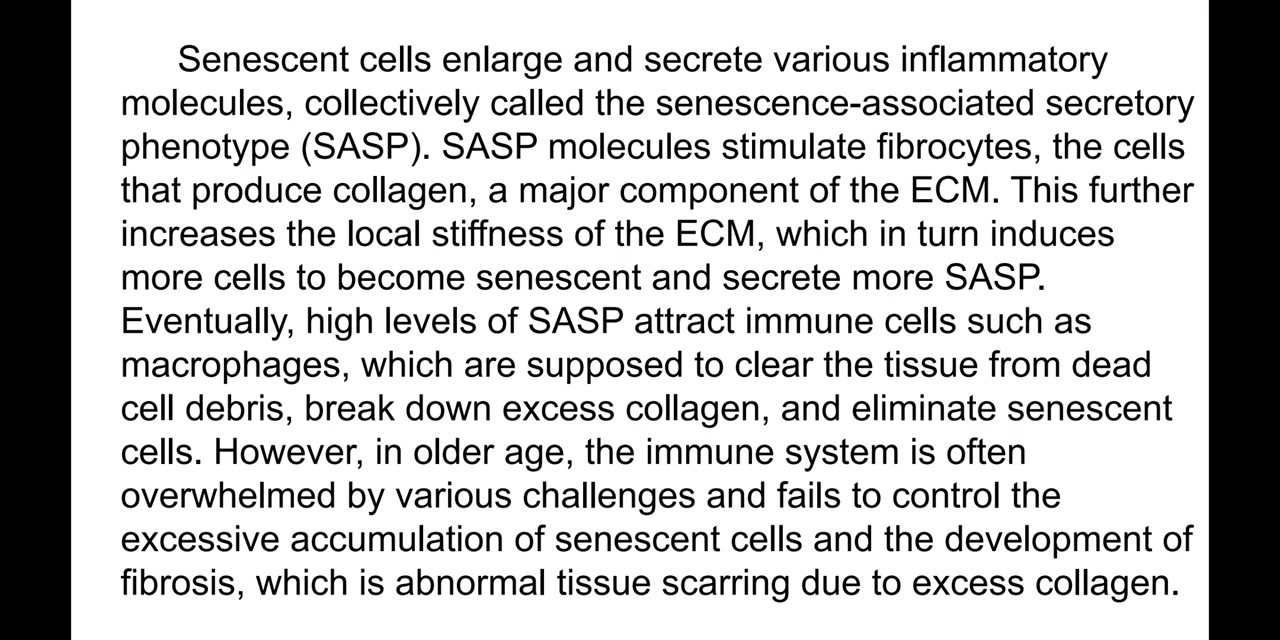 Senescent cells enlarge and secrete various inflammatory
molecules, collectively called the senescence-associated secretory
phenotype (SASP). SASP molecules stimulate fibrocytes, the cells
that produce collagen, a major component of the ECM. This further
increases the local stiffness of the ECM, which in turn induces
more cells to become senescent and secrete more SASP.
Eventually, high levels of SASP attract immune cells such as
macrophages, which are supposed to clear the tissue from dead
cell debris, break down excess collagen, and eliminate senescent
cells. However, in older age, the immune system is often
overwhelmed by various challenges and fails to control the
excessive accumulation of senescent cells and the development of
fibrosis, which is abnormal tissue scarring due to excess collagen.